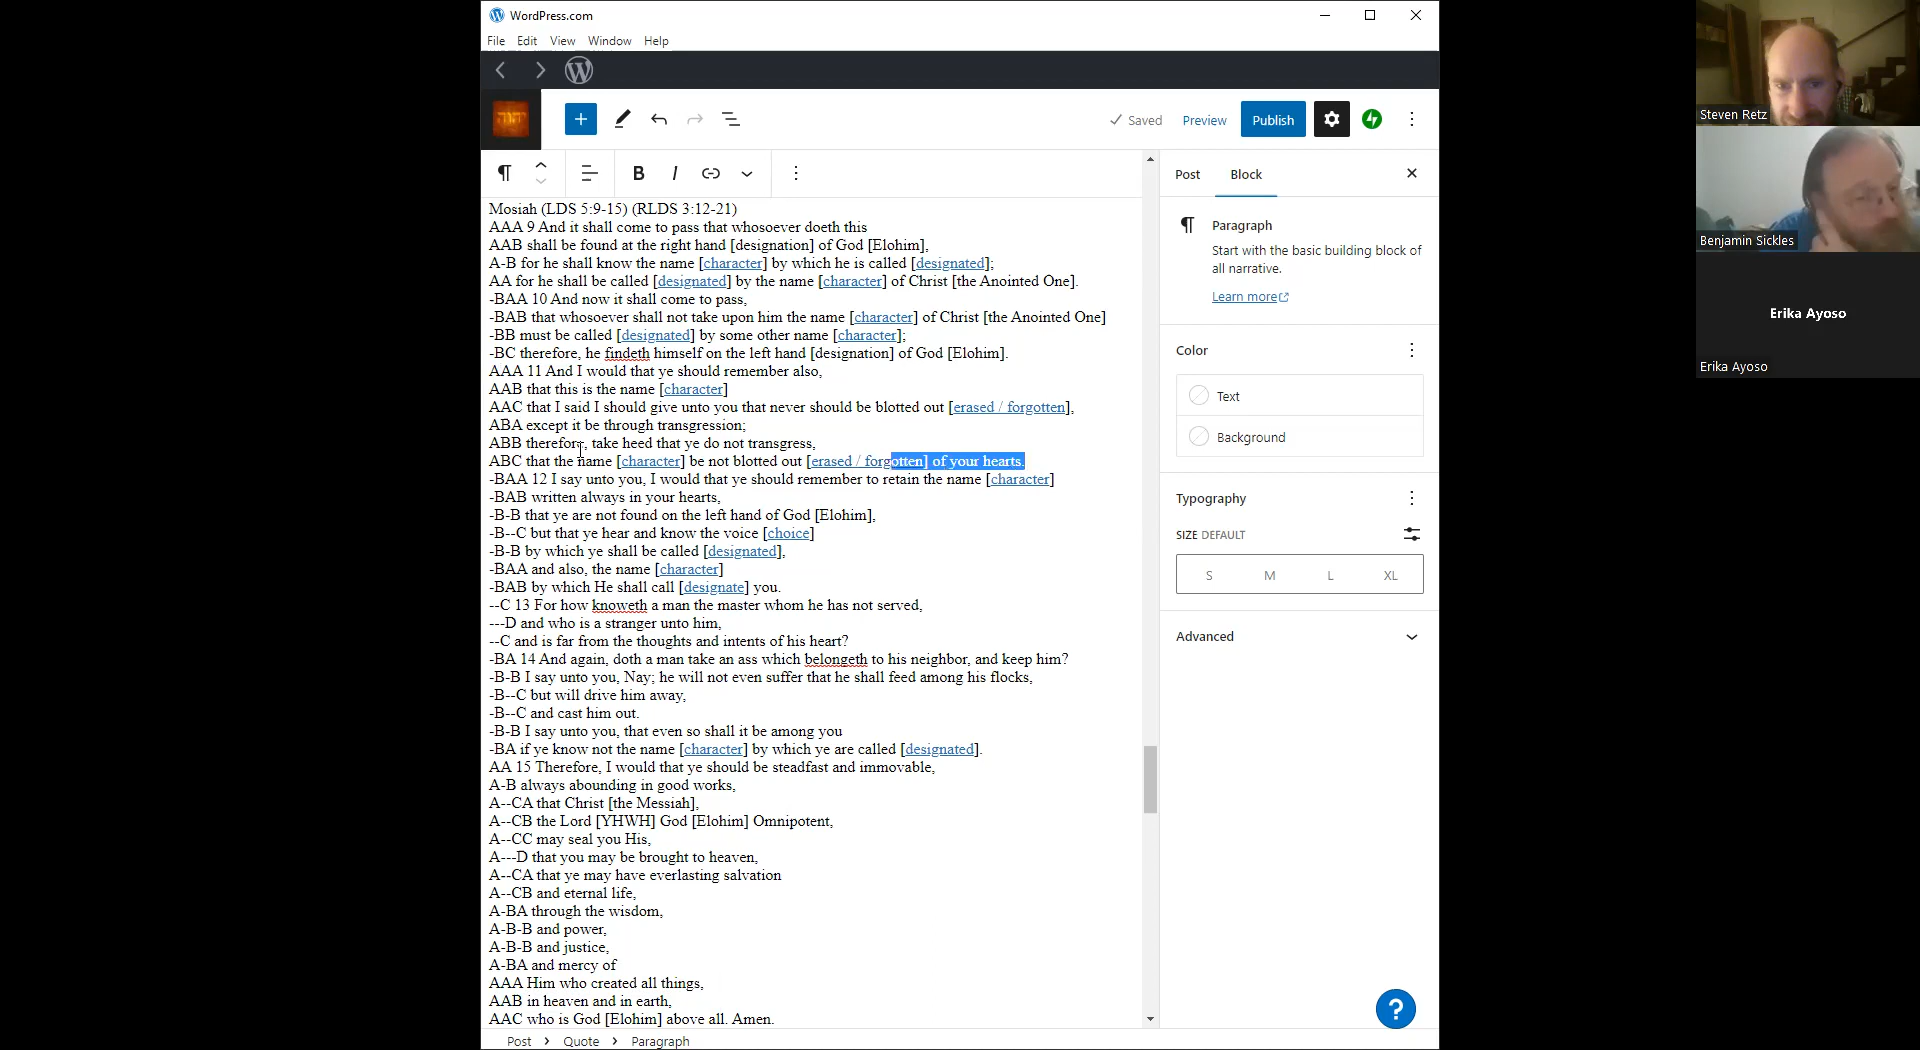 WordPress.com
File Edit View Window Help
Saved Preview Publish
Mosiah (LDS 5:9-15) (RLDS 3:12-21)
AAA 9 And it shall come to pass that whosoever doeth this
AAB shall be found at the right hand [designation] of God [Elohim],
A-B for he shall know the name [character] by which he is called [designated];
AA for he shall be called [designated] by the name [character] of Christ [the Anointed One].
-BAA 10 And now it shall come to pass,
-BAB that whosoever shall not take upon him the name [character] of Christ [the Anointed One]
-BB must be called [designated] by some other name [character];
-BC therefore, he findeth himself on the left hand [designation] of God [Elohim].
AAA 11 And I would that ye should remember also,
AAB that this is the name [character]
AAC that I said I should give unto you that never should be blotted out [erased / forgotten],
ABA except it be through transgression;
ABB therefore, take heed that ye do not transgress,
ABC that the name [character] be not blotted out [erased / forgotten] of your hearts.
-BAA 12 I say unto you, I would that ye should remember to retain the name [character]
-BAB written always in your hearts,
-B-B that ye are not found on the left hand of God [Elohim],
-B--C but that ye hear and know the voice [choice]
-B-B by which ye shall be called [designated],
-BAA and also, the name [character]
-BAB by which He shall call [designate] you.
--C 13 For how knoweth a man the master whom he has not served,
---D and who is a stranger unto him,
--C and is far from the thoughts and intents of his heart?
-BA 14 And again, doth a man take an ass which belongeth to his neighbor, and keep him?
-B-B I say unto you, Nay; he will not even suffer that he shall feed among his flocks,
-B--C but will drive him away,
-B--C and cast him out.
-B-B I say unto you, that even so shall it be among you
-BA if ye know not the name [character] by which ye are called [designated].
AA 15 Therefore, I would that ye should be steadfast and immovable,
A-B always abounding in good works,
A--CA that Christ [the Messiah],
A--CB the Lord [YHWH] God [Elohim] Omnipotent,
A--CC may seal you His,
A---D that you may be brought to heaven,
A--CA that ye may have everlasting salvation
A--CB and eternal life,
A-BA through the wisdom,
A-B-B and power,
A-B-B and justice,
A-BA and mercy of
AAA Him who created all things,
AAB in heaven and in earth,
AAC who is God [Elohim] above all. Amen.
Post > Quote > Paragraph
Post Block
Paragraph
Start with the basic building block of
all narrative.
Learn more
Color
Text
Background
Typography
SIZE DEFAULT
S M L XL
Advanced
Steven Retz
Benjamin Sickles
Erika Ayoso
Erika Ayoso